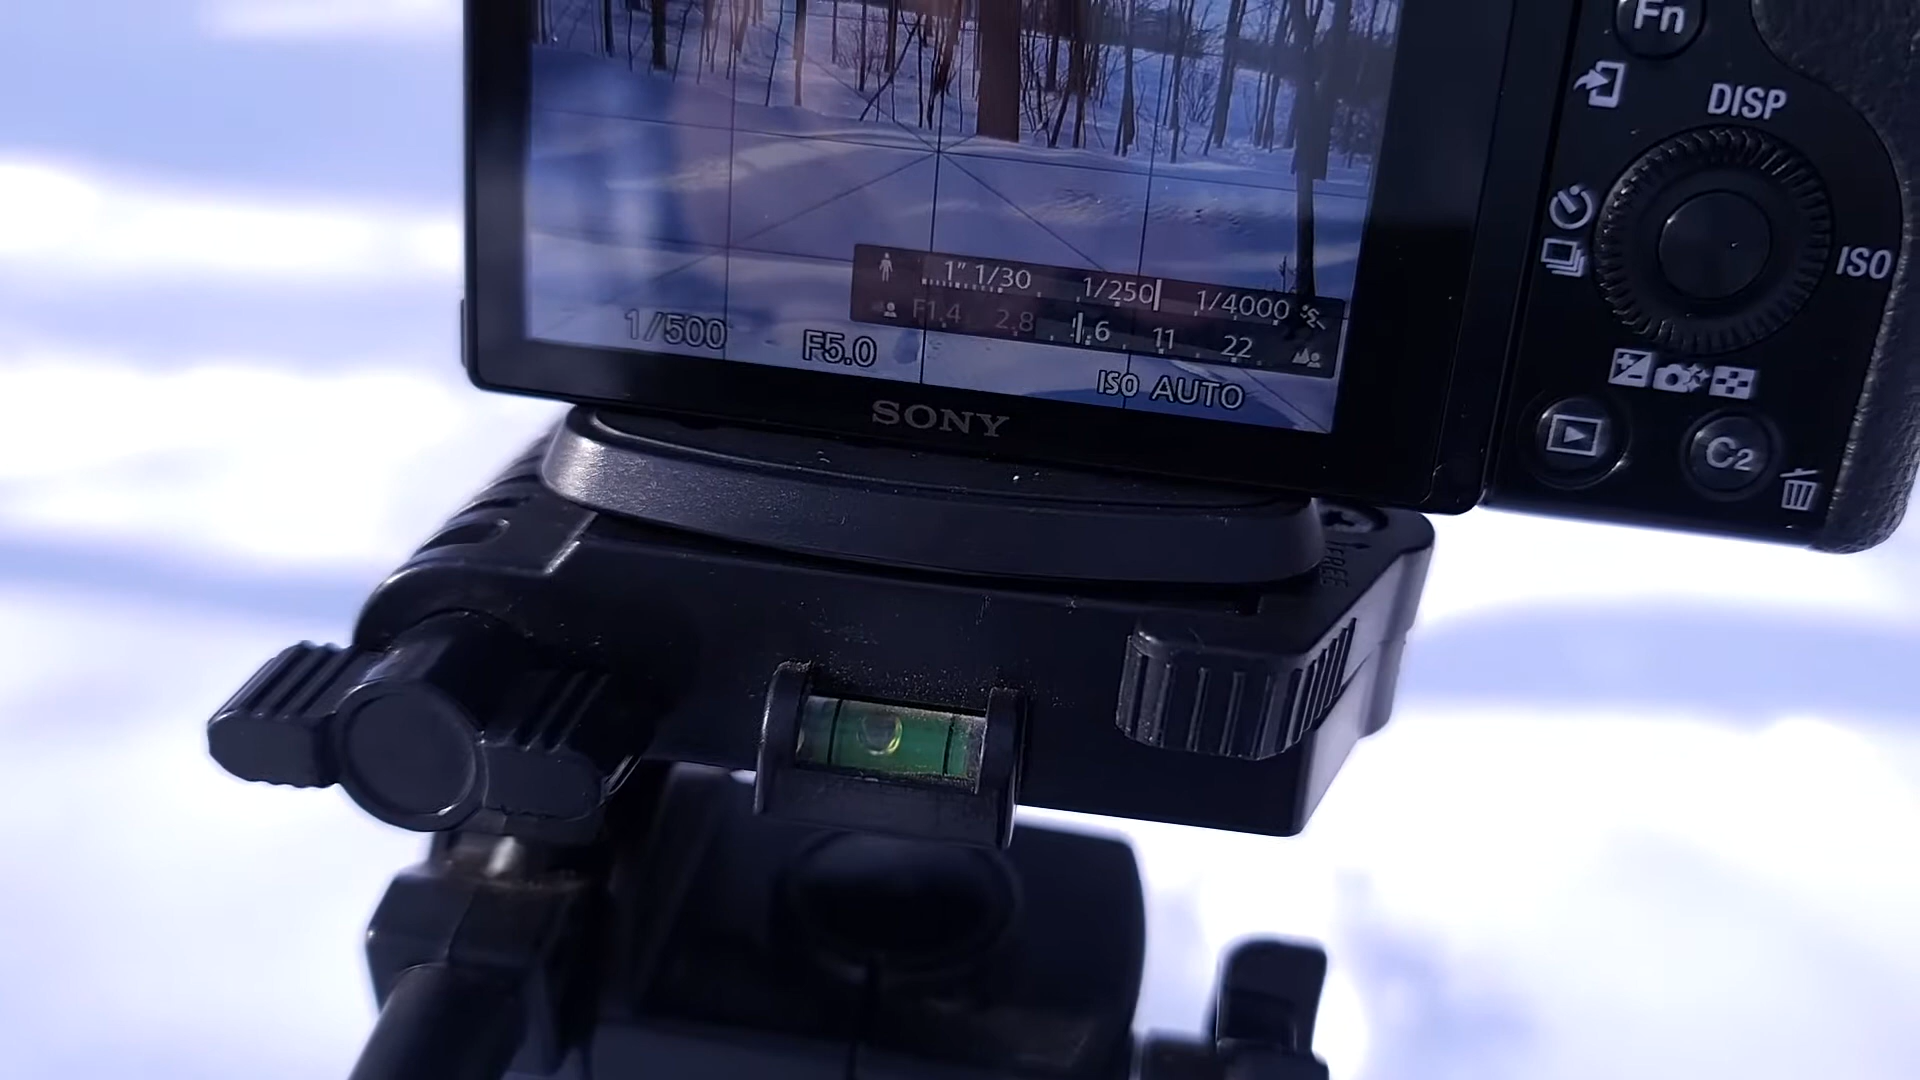 Fn
DISP
ISO
1" 1/30 1/250 1/4000
F1.4 2.8 5.6 11 22
1/500 F5.0 ISO AUTO
SONY
C2
FREE